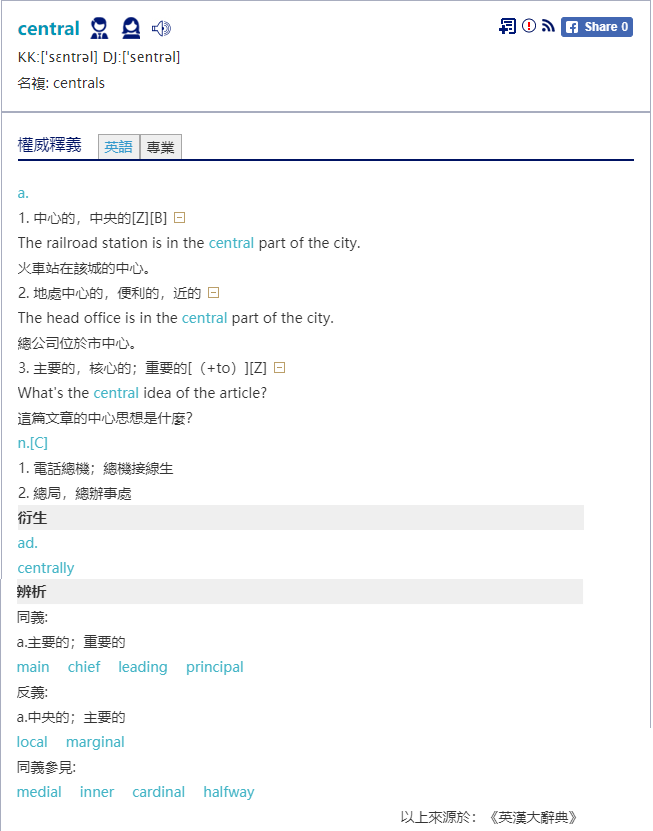 central
Share 0
KK:[ˈsɛntrəl] DJ:[ˈsentrəl]
名複: centrals
權威釋義 英語 專業
a.
1. 中心的，中央的[Z][B]
The railroad station is in the central part of the city.
火車站在該城的中心。
2. 地處中心的，便利的，近的
The head office is in the central part of the city.
總公司位於市中心。
3. 主要的，核心的；重要的[（+to）][Z]
What's the central idea of the article?
這篇文章的中心思想是什麼?
n.[C]
1. 電話總機；總機接線生
2. 總局，總辦事處
衍生
ad.
centrally
辨析
同義:
a.主要的；重要的
main chief leading principal
反義:
a.中央的；主要的
local marginal
同義參見:
medial inner cardinal halfway
以上來源於：《英漢大辭典》